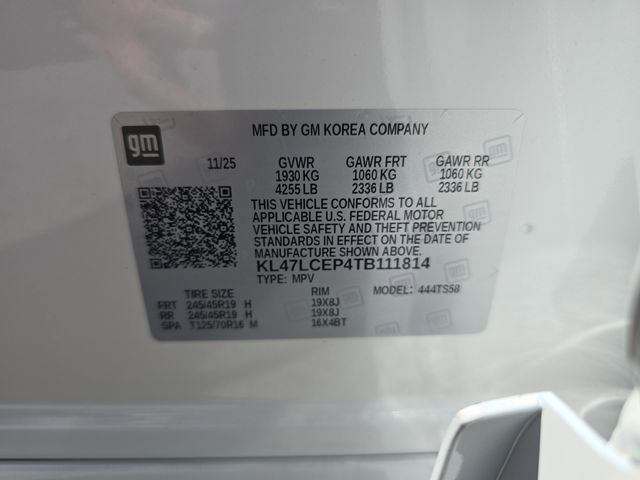 gm
MFD BY GM KOREA COMPANY
11/25 GVWR GAWR FRT GAWR RR
1930 KG 1060 KG 1060 KG
4255 LB 2336 LB 2336 LB
THIS VEHICLE CONFORMS TO ALL
APPLICABLE U.S. FEDERAL MOTOR
VEHICLE SAFETY AND THEFT PREVENTION
STANDARDS IN EFFECT ON THE DATE OF
MANUFACTURE SHOWN ABOVE.
KL47LCEP4TB111814
TYPE: MPV MODEL: 444TS58
TIRE SIZE RIM
FRT 245/45R19 H 19X8J
RR 245/45R19 H 19X8J
SPA T125/70R16 M 16X4BT